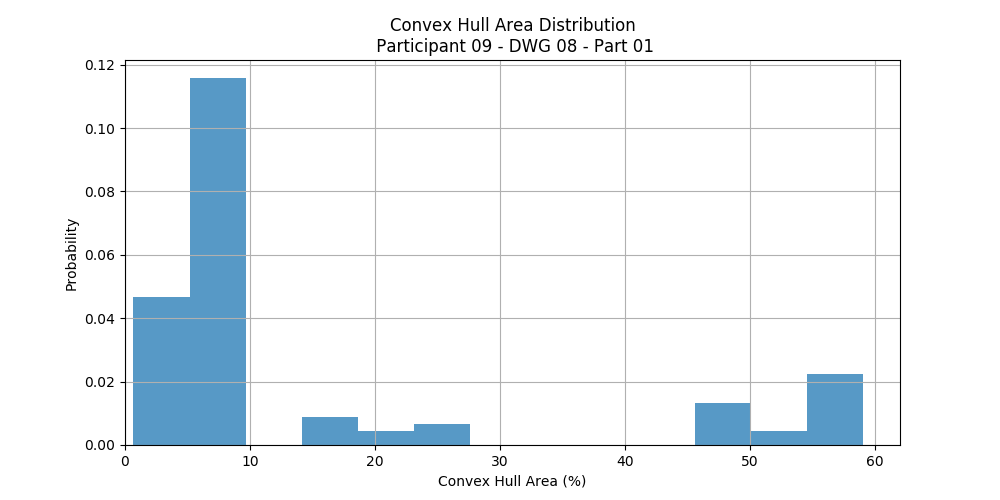 Convex Hull Area Distribution
Participant 09 - DWG 08 - Part 01
0.12
0.10
0.08
0.06
0.04
0.02
0.00
Probability
0 10 20 30 40 50 60
Convex Hull Area (%)